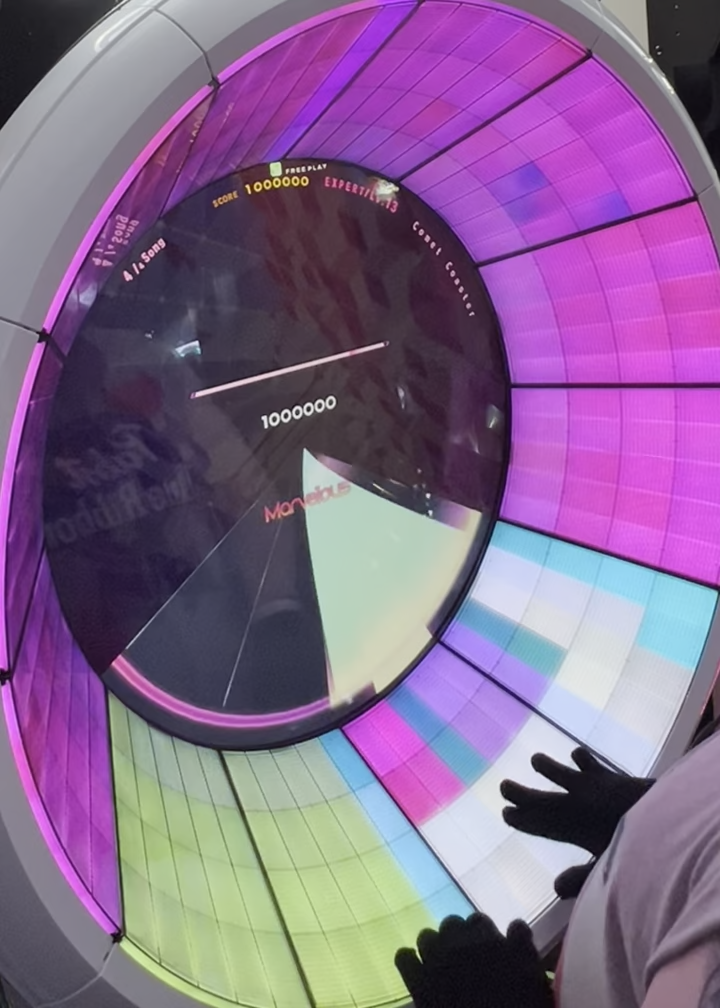 FREE PLAY
SCORE 1000000
EXPERT/Lv.13
4 /4 Song
Comet Coaster
1000000
Marvelous